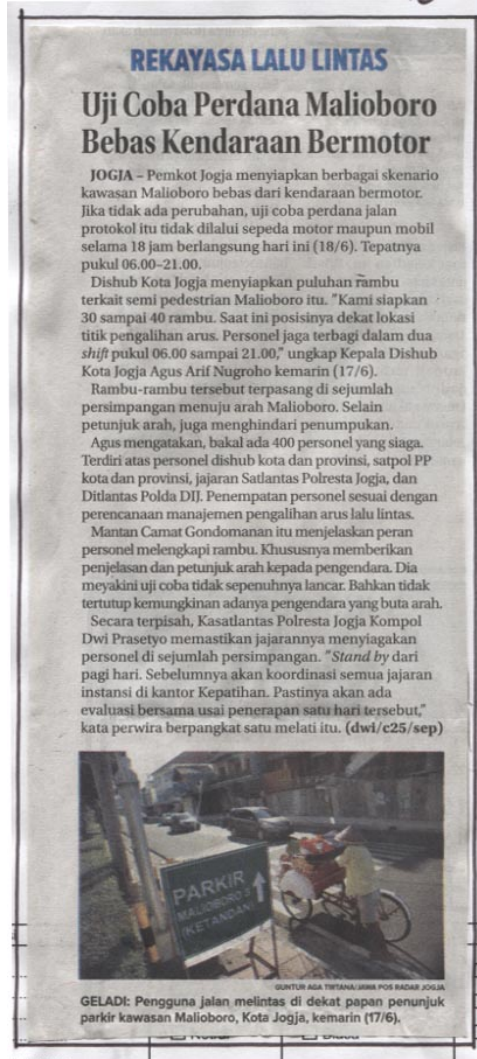 REKAYASA LALU LINTAS
Uji Coba Perdana Malioboro
Bebas Kendaraan Bermotor
JOGJA – Pemkot Jogja menyiapkan berbagai skenario
kawasan Malioboro bebas dari kendaraan bermotor.
Jika tidak ada perubahan, uji coba perdana jalan
protokol itu tidak dilalui sepeda motor maupun mobil
selama 18 jam berlangsung hari ini (18/6). Tepatnya
pukul 06.00–21.00.
Dishub Kota Jogja menyiapkan puluhan rambu
terkait semi pedestrian Malioboro itu. "Kami siapkan
30 sampai 40 rambu. Saat ini posisinya dekat lokasi
titik pengalihan arus. Personel jaga terbagi dalam dua
shift pukul 06.00 sampai 21.00," ungkap Kepala Dishub
Kota Jogja Agus Arif Nugroho kemarin (17/6).
Rambu-rambu tersebut terpasang di sejumlah
persimpangan menuju arah Malioboro. Selain
petunjuk arah, juga menghindari penumpukan.
Agus mengatakan, bakal ada 400 personel yang siaga.
Terdiri atas personel dishub kota dan provinsi, satpol PP
kota dan provinsi, jajaran Satlantas Polresta Jogja, dan
Ditlantas Polda DIJ. Penempatan personel sesuai dengan
perencanaan manajemen pengalihan arus lalu lintas.
Mantan Camat Gondomanan itu menjelaskan peran
personel melengkapi rambu. Khususnya memberikan
penjelasan dan petunjuk arah kepada pengendara. Dia
meyakini uji coba tidak sepenuhnya lancar. Bahkan tidak
tertutup kemungkinan adanya pengendara yang buta arah.
Secara terpisah, Kasatlantas Polresta Jogja Kompol
Dwi Prasetyo memastikan jajarannya menyiagakan
personel di sejumlah persimpangan. "Stand by dari
pagi hari. Sebelumnya akan koordinasi semua jajaran
instansi di kantor Kepatihan. Pastinya akan ada
evaluasi bersama usai penerapan satu hari tersebut,"
kata perwira berpangkat satu melati itu. (dwi/c25/sep)
PARKIR
MALIOBORO 3
(KETANDAN)
GUNTUR AGA TIRTANA/JAWA POS RADAR JOGJA
GELADI: Pengguna jalan melintas di dekat papan penunjuk
parkir kawasan Malioboro, Kota Jogja, kemarin (17/6).